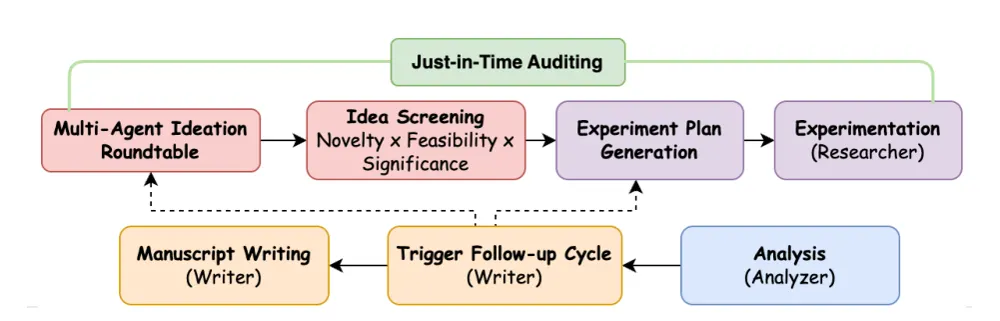 Just-in-Time Auditing
Multi-Agent Ideation
Roundtable
Idea Screening
Novelty x Feasibility x
Significance
Experiment Plan
Generation
Experimentation
(Researcher)
Manuscript Writing
(Writer)
Trigger Follow-up Cycle
(Writer)
Analysis
(Analyzer)